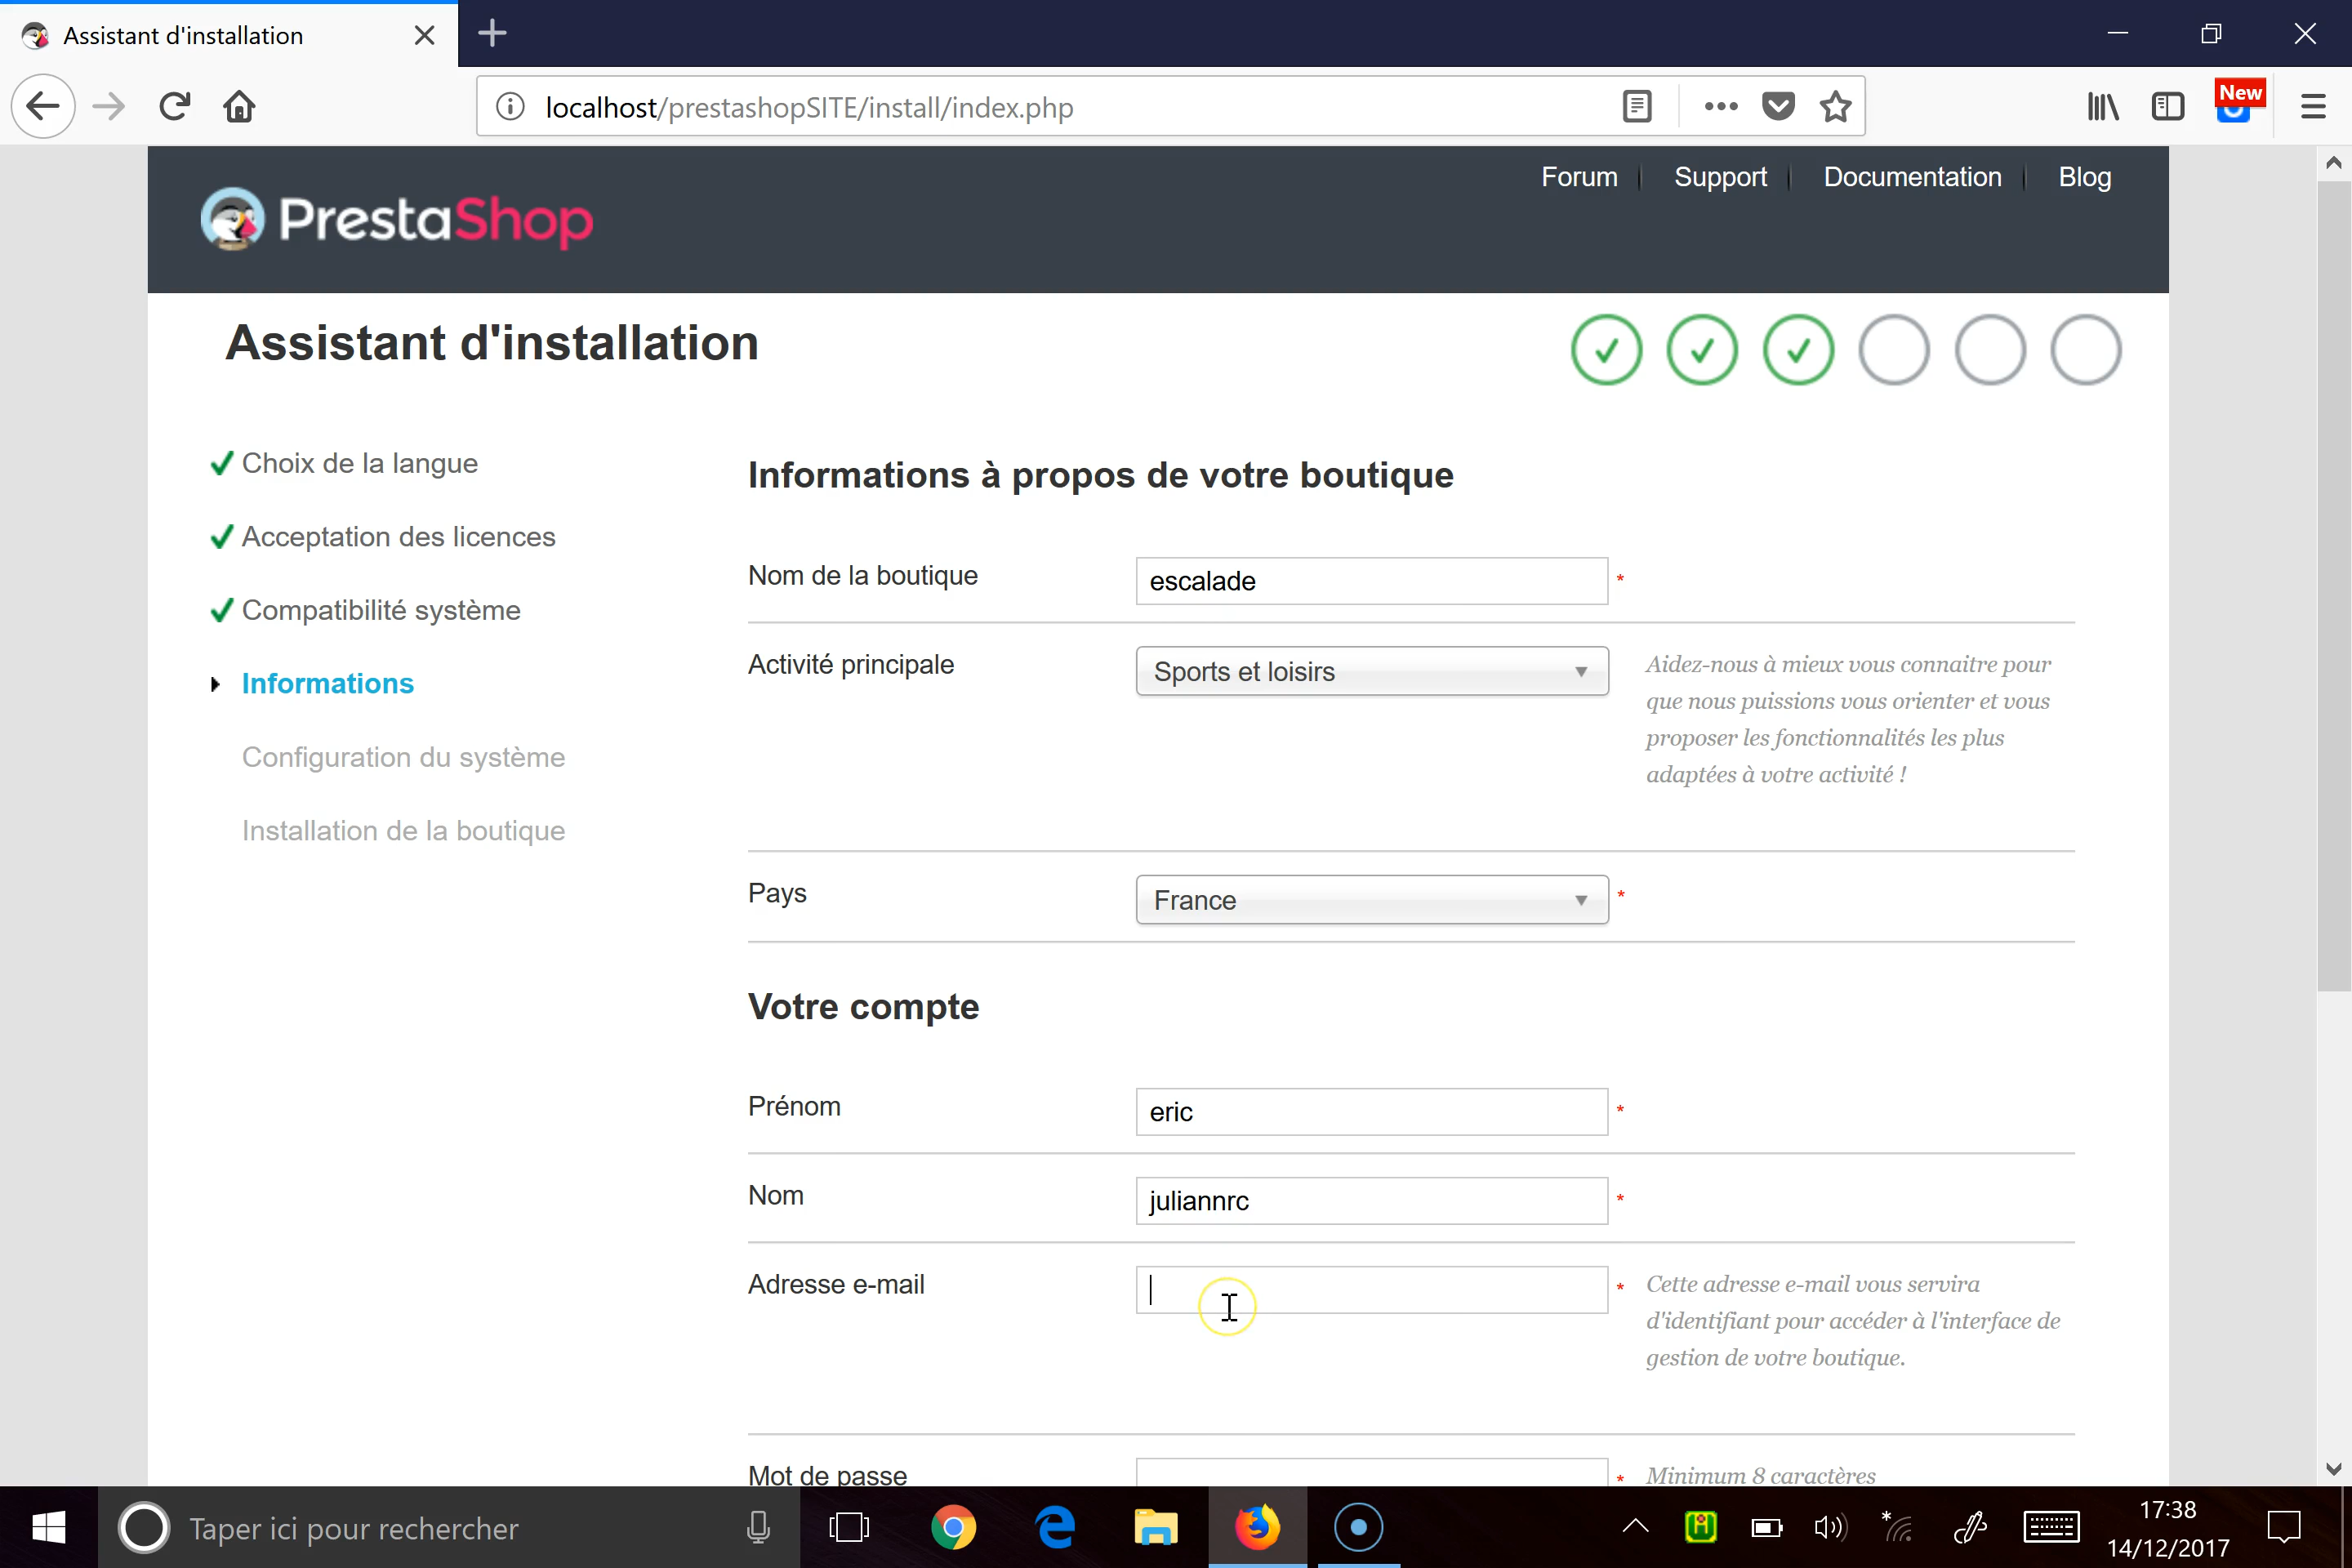 Assistant d'installation
localhost/prestashopSITE/install/index.php
New
Forum
Support
Documentation
Blog
PrestaShop
Assistant d'installation
Choix de la langue
Acceptation des licences
Compatibilité système
Informations
Configuration du système
Installation de la boutique
Informations à propos de votre boutique
Nom de la boutique
escalade
*
Activité principale
Sports et loisirs
Aidez-nous à mieux vous connaitre pour
que nous puissions vous orienter et vous
proposer les fonctionnalités les plus
adaptées à votre activité !
Pays
France
*
Votre compte
Prénom
eric
*
Nom
juliannrc
*
Adresse e-mail
*
Cette adresse e-mail vous servira
d'identifiant pour accéder à l'interface de
gestion de votre boutique.
Mot de passe
*
Minimum 8 caractères
Taper ici pour rechercher
17:38
14/12/2017